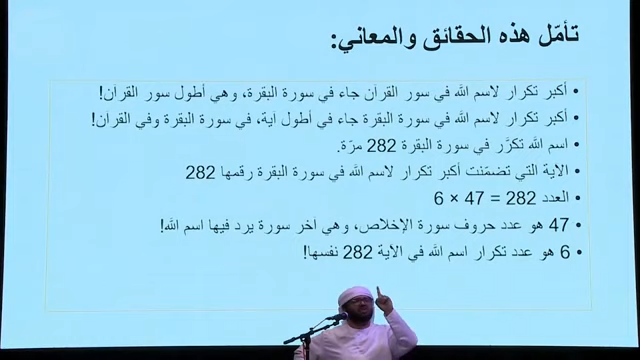 تأمّل هذه الحقائق والمعاني:
• أكبر تكرار لاسم الله في سور القرآن جاء في سورة البقرة، وهي أطول سور القرآن!
• أكبر تكرار لاسم الله في سورة البقرة جاء في أطول آية، في سورة البقرة وفي القرآن!
• اسم الله تكرَّر في سورة البقرة 282 مرّة.
• الآية التي تضمّنت أكبر تكرار لاسم الله في سورة البقرة رقمها 282
• العدد 282 = 47 × 6
• 47 هو عدد حروف سورة الإخلاص، وهي آخر سورة يرد فيها اسم الله!
• 6 هو عدد تكرار اسم الله في الآية 282 نفسها!